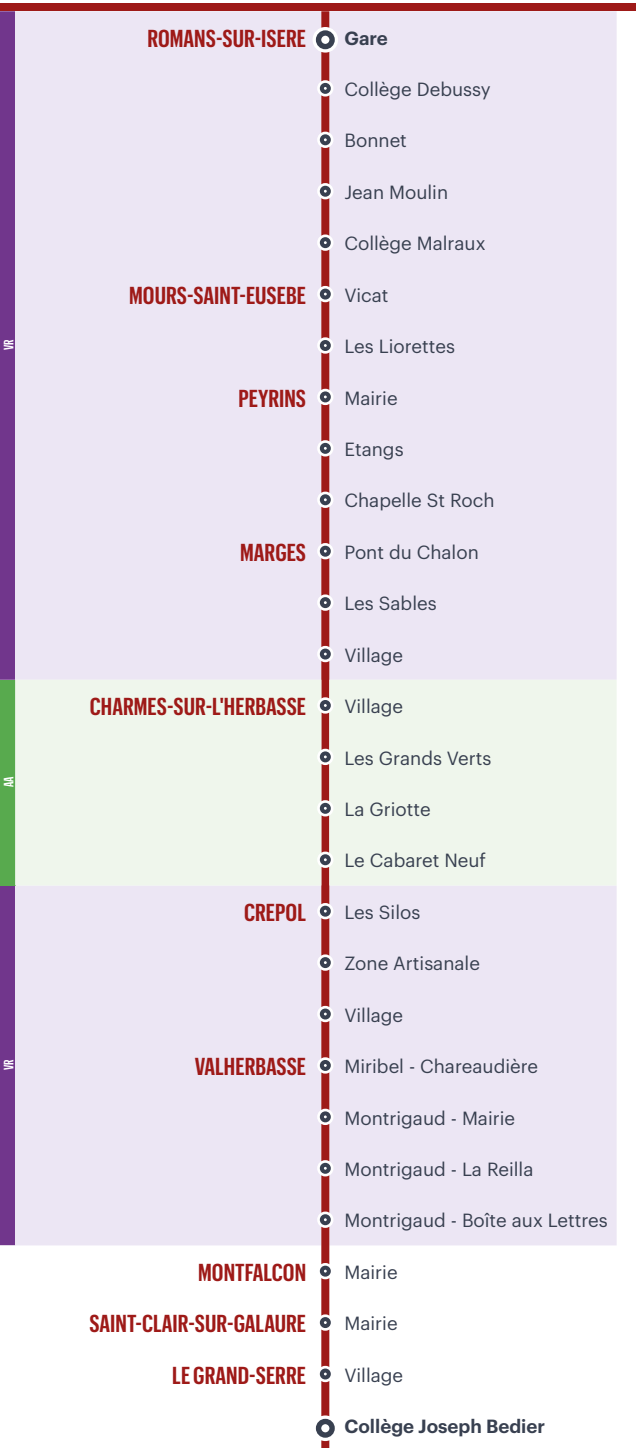 ROMANS-SUR-ISERE Gare
Collège Debussy
Bonnet
Jean Moulin
Collège Malraux
MOURS-SAINT-EUSEBE Vicat
VR
Les Liorettes
PEYRINS Mairie
Etangs
Chapelle St Roch
MARGES Pont du Chalon
Les Sables
Village
CHARMES-SUR-L'HERBASSE Village
Les Grands Verts
AA
La Griotte
Le Cabaret Neuf
CREPOL Les Silos
Zone Artisanale
Village
VR
VALHERBASSE Miribel - Chareaudière
Montrigaud - Mairie
Montrigaud - La Reilla
Montrigaud - Boîte aux Lettres
MONTFALCON Mairie
SAINT-CLAIR-SUR-GALAURE Mairie
LE GRAND-SERRE Village
Collège Joseph Bedier